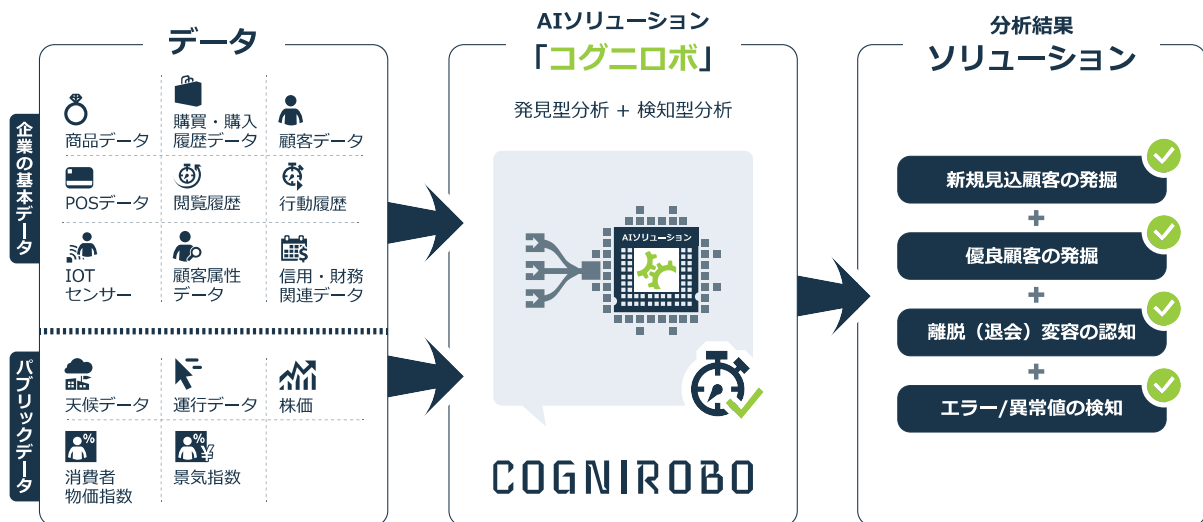 データ
企業の基本データ
商品データ
購買・購入
履歴データ
顧客データ
POSデータ
閲覧履歴
行動履歴
IOT
センサー
顧客属性
データ
信用・財務
関連データ
パブリックデータ
天候データ
運行データ
株価
%
消費者
物価指数
%
¥
景気指数
AIソリューション
「コグニロボ」
発見型分析 + 検知型分析
AIソリューション
COGNIROBO
分析結果
ソリューション
新規見込顧客の発掘
+
優良顧客の発掘
+
離脱（退会）変容の認知
+
エラー/異常値の検知